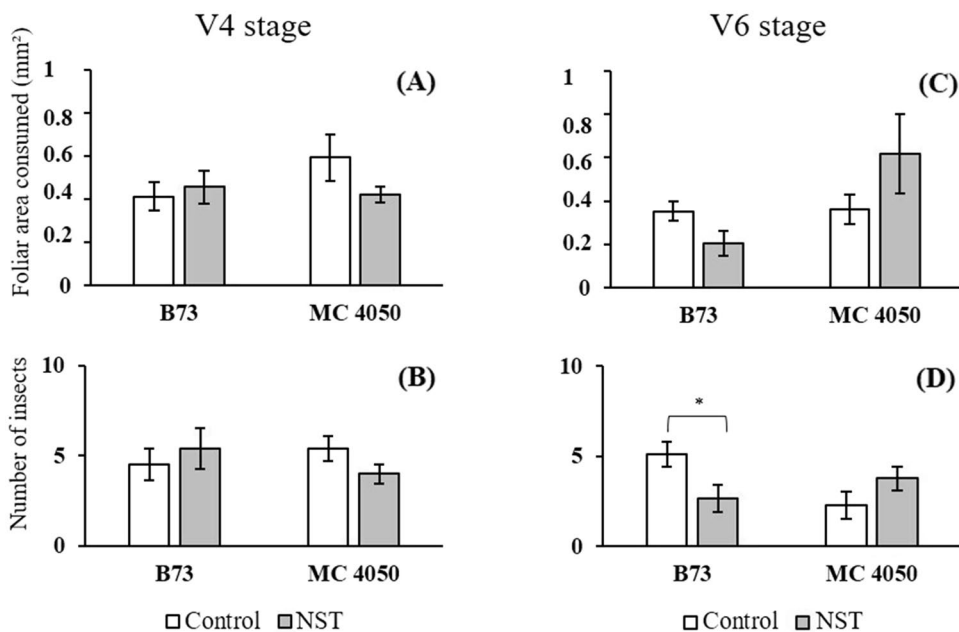 V4 stage
V6 stage
Foliar area consumed (mm²)
(A)
1
0.8
0.6
0.4
0.2
0
B73
MC 4050
(C)
1
0.8
0.6
0.4
0.2
0
B73
MC 4050
Number of insects
(B)
10
5
0
B73
MC 4050
(D)
*
10
5
0
B73
MC 4050
Control NST
Control NST